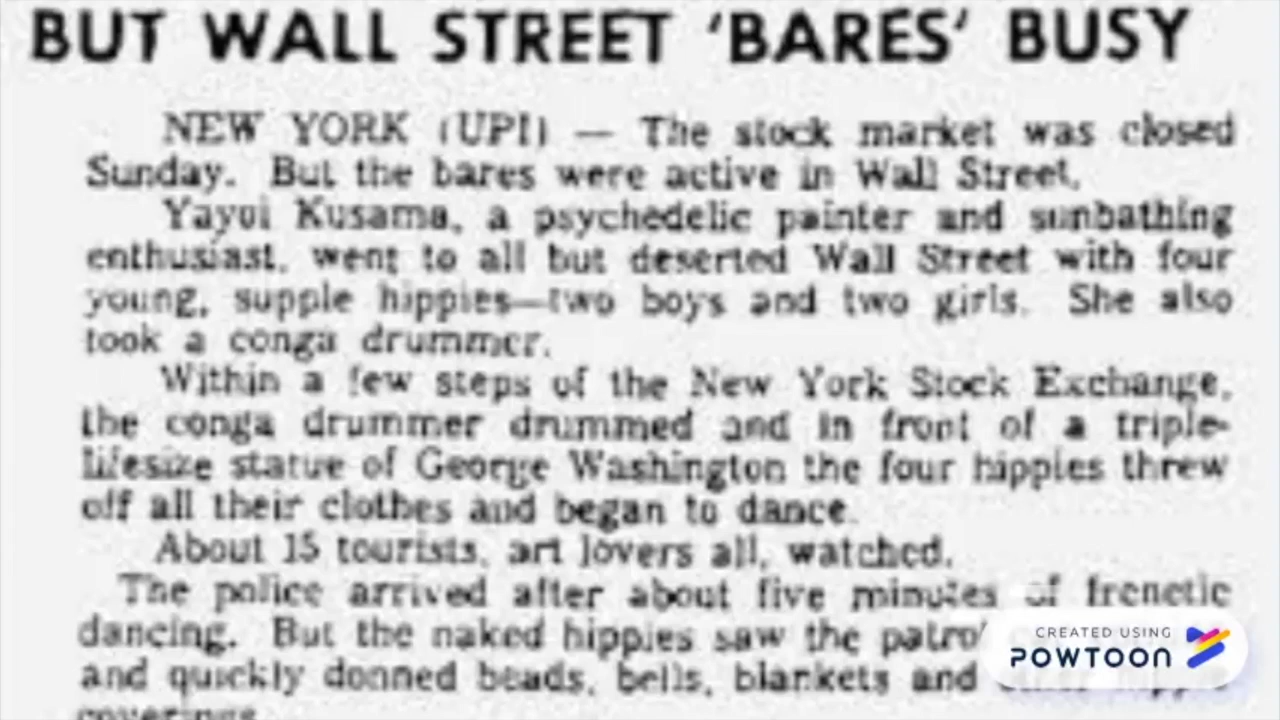 BUT WALL STREET 'BARES' BUSY
NEW YORK (UPI) — The stock market was closed
Sunday. But the bares were active in Wall Street.
Yayoi Kusama, a psychedelic painter and sunbathing
enthusiast, went to all but deserted Wall Street with four
young, supple hippies—two boys and two girls. She also
took a conga drummer.
Within a few steps of the New York Stock Exchange,
the conga drummer drummed and in front of a triple-
lifesize statue of George Washington the four hippies threw
off all their clothes and began to dance.
About 15 tourists, art lovers all, watched.
The police arrived after about five minutes of frenetic
dancing. But the naked hippies saw the patrol
and quickly donned beads, bells, blankets and
coverings
CREATED USING
POWTOON